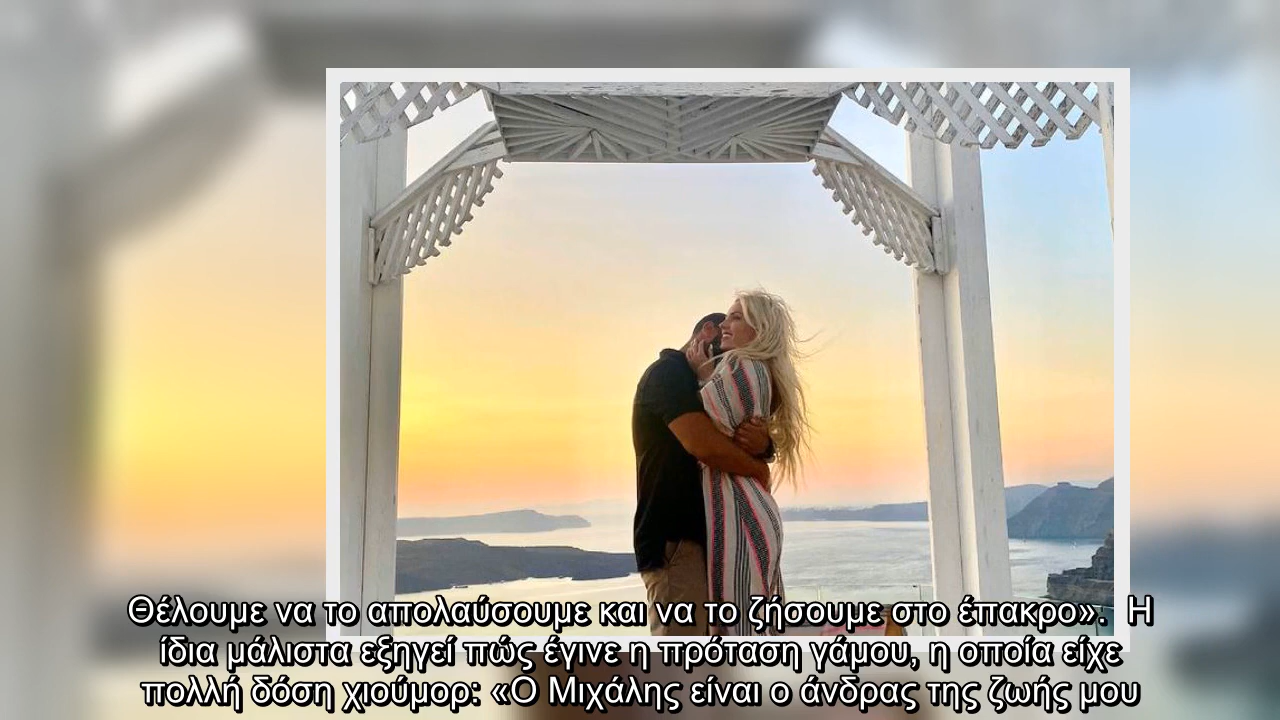 Θέλουμε να το απολαύσουμε και να το ζήσουμε στο έπακρο».  Η
ίδια μάλιστα εξηγεί πώς έγινε η πρόταση γάμου, η οποία είχε
πολλή δόση χιούμορ: «Ο Μιχάλης είναι ο άνδρας της ζωής μου